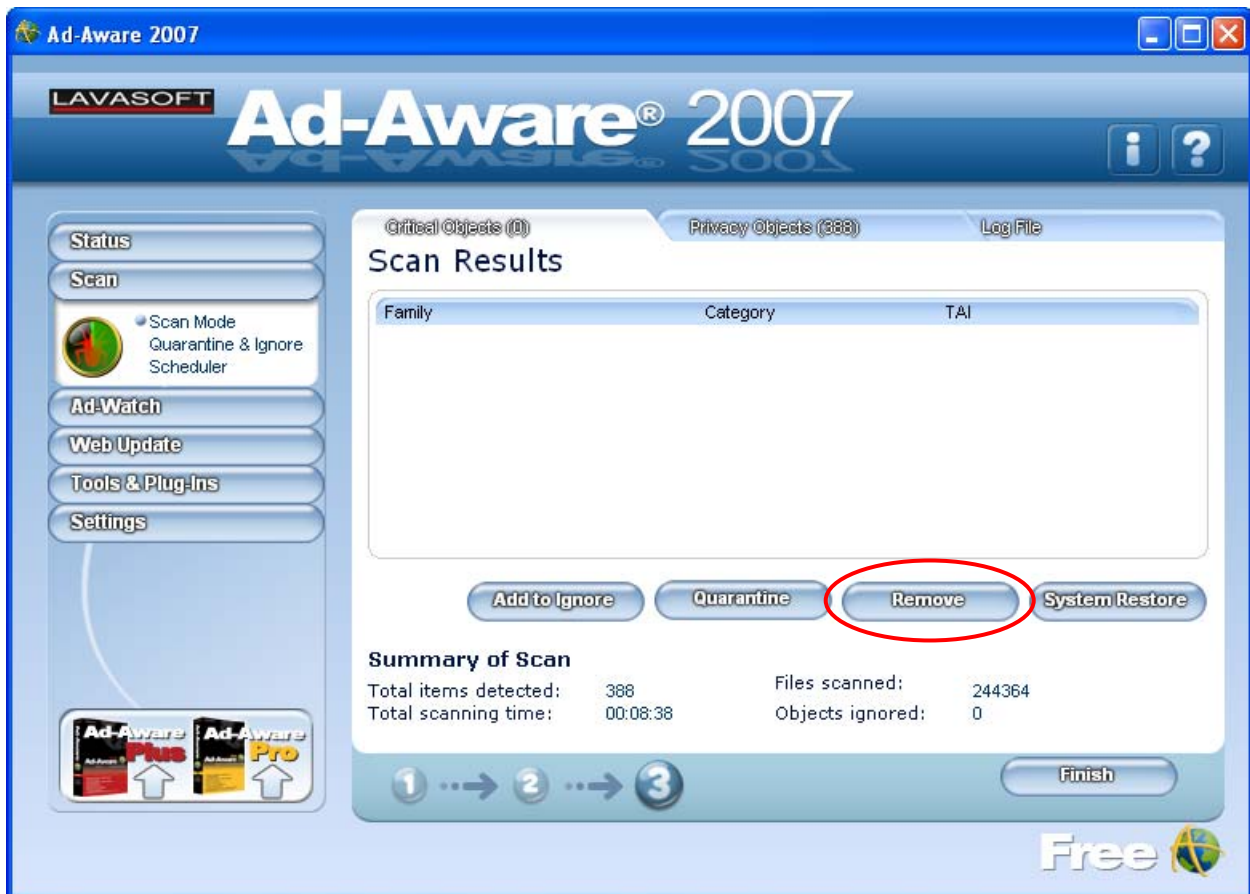 Ad-Aware 2007
LAVASOFT
Ad-Aware® 2007
i ?
Status
Scan
Scan Mode
Quarantine & Ignore
Scheduler
Ad-Watch
Web Update
Tools & Plug-Ins
Settings
Ad-Aware Plus
Ad-Aware Pro
Critical Objects (0) Privacy Objects (388) Log File
Scan Results
Family Category TAI
Add to Ignore Quarantine Remove System Restore
Summary of Scan
Total items detected: 388 Files scanned: 244364
Total scanning time: 00:08:38 Objects ignored: 0
1 2 3
Finish
Free